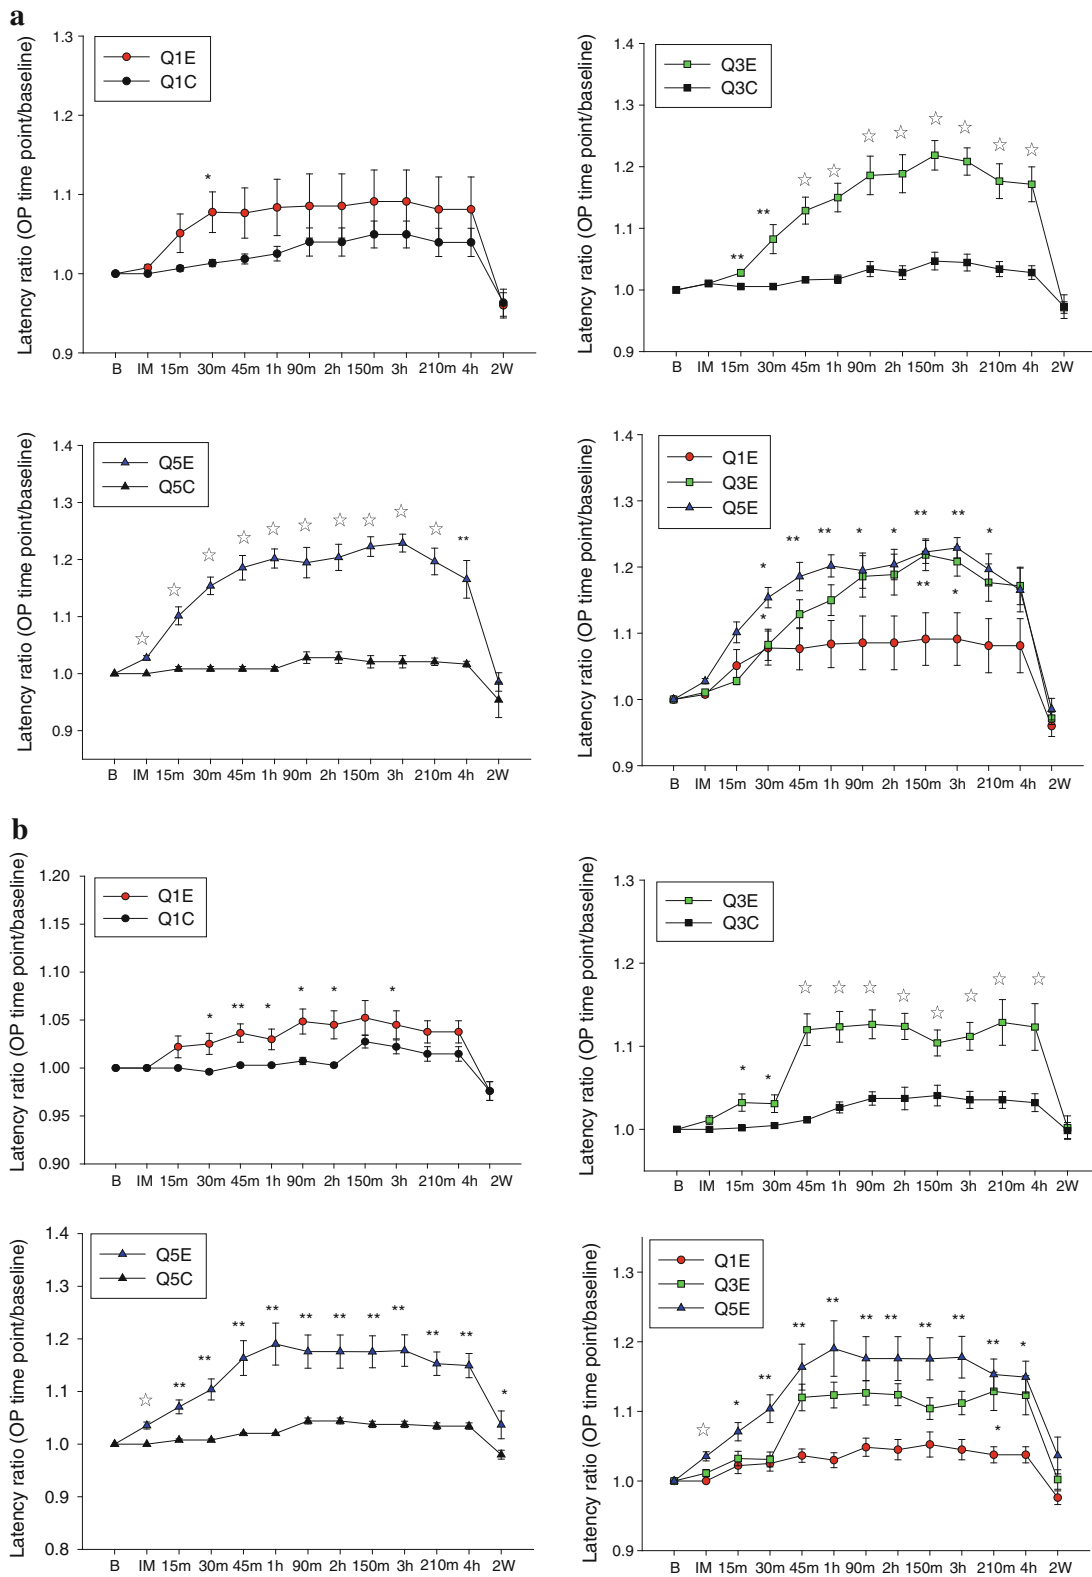 a
Latency ratio (OP time point/baseline)
1.3
1.2
1.1
1.0
0.9
Q1E
Q1C
*
B IM 15m 30m 45m 1h 90m 2h 150m 3h 210m 4h 2W
Latency ratio (OP time point/baseline)
1.4
1.3
1.2
1.1
1.0
0.9
Q3E
Q3C
☆ ☆ ☆ ☆ ☆ ☆ ☆ ☆
** **
B IM 15m 30m 45m 1h 90m 2h 150m 3h 210m 4h 2W
Latency ratio (OP time point/baseline)
1.4
1.3
1.2
1.1
1.0
0.9
Q5E
Q5C
☆ ☆ ☆ ☆ ☆ ☆ ☆ ☆ ☆ ☆ **
B IM 15m 30m 45m 1h 90m 2h 150m 3h 210m 4h 2W
Latency ratio (OP time point/baseline)
1.4
1.3
1.2
1.1
1.0
0.9
Q1E
Q3E
Q5E
* ** ** * * ** ** *
* ** *
B IM 15m 30m 45m 1h 90m 2h 150m 3h 210m 4h 2W
b
Latency ratio (OP time point/baseline)
1.20
1.15
1.10
1.05
1.00
0.95
0.90
Q1E
Q1C
* ** * * * *
B IM 15m 30m 45m 1h 90m 2h 150m 3h 210m 4h 2W
Latency ratio (OP time point/baseline)
1.3
1.2
1.1
1.0
Q3E
Q3C
* * ☆ ☆ ☆ ☆ ☆ ☆ ☆ ☆
B IM 15m 30m 45m 1h 90m 2h 150m 3h 210m 4h 2W
Latency ratio (OP time point/baseline)
1.4
1.3
1.2
1.1
1.0
0.9
0.8
Q5E
Q5C
☆ ** ** ** ** ** ** ** ** ** ** *
B IM 15m 30m 45m 1h 90m 2h 150m 3h 210m 4h 2W
Latency ratio (OP time point/baseline)
1.3
1.2
1.1
1.0
0.9
Q1E
Q3E
Q5E
☆ * ** ** ** ** ** ** ** ** *
*
B IM 15m 30m 45m 1h 90m 2h 150m 3h 210m 4h 2W